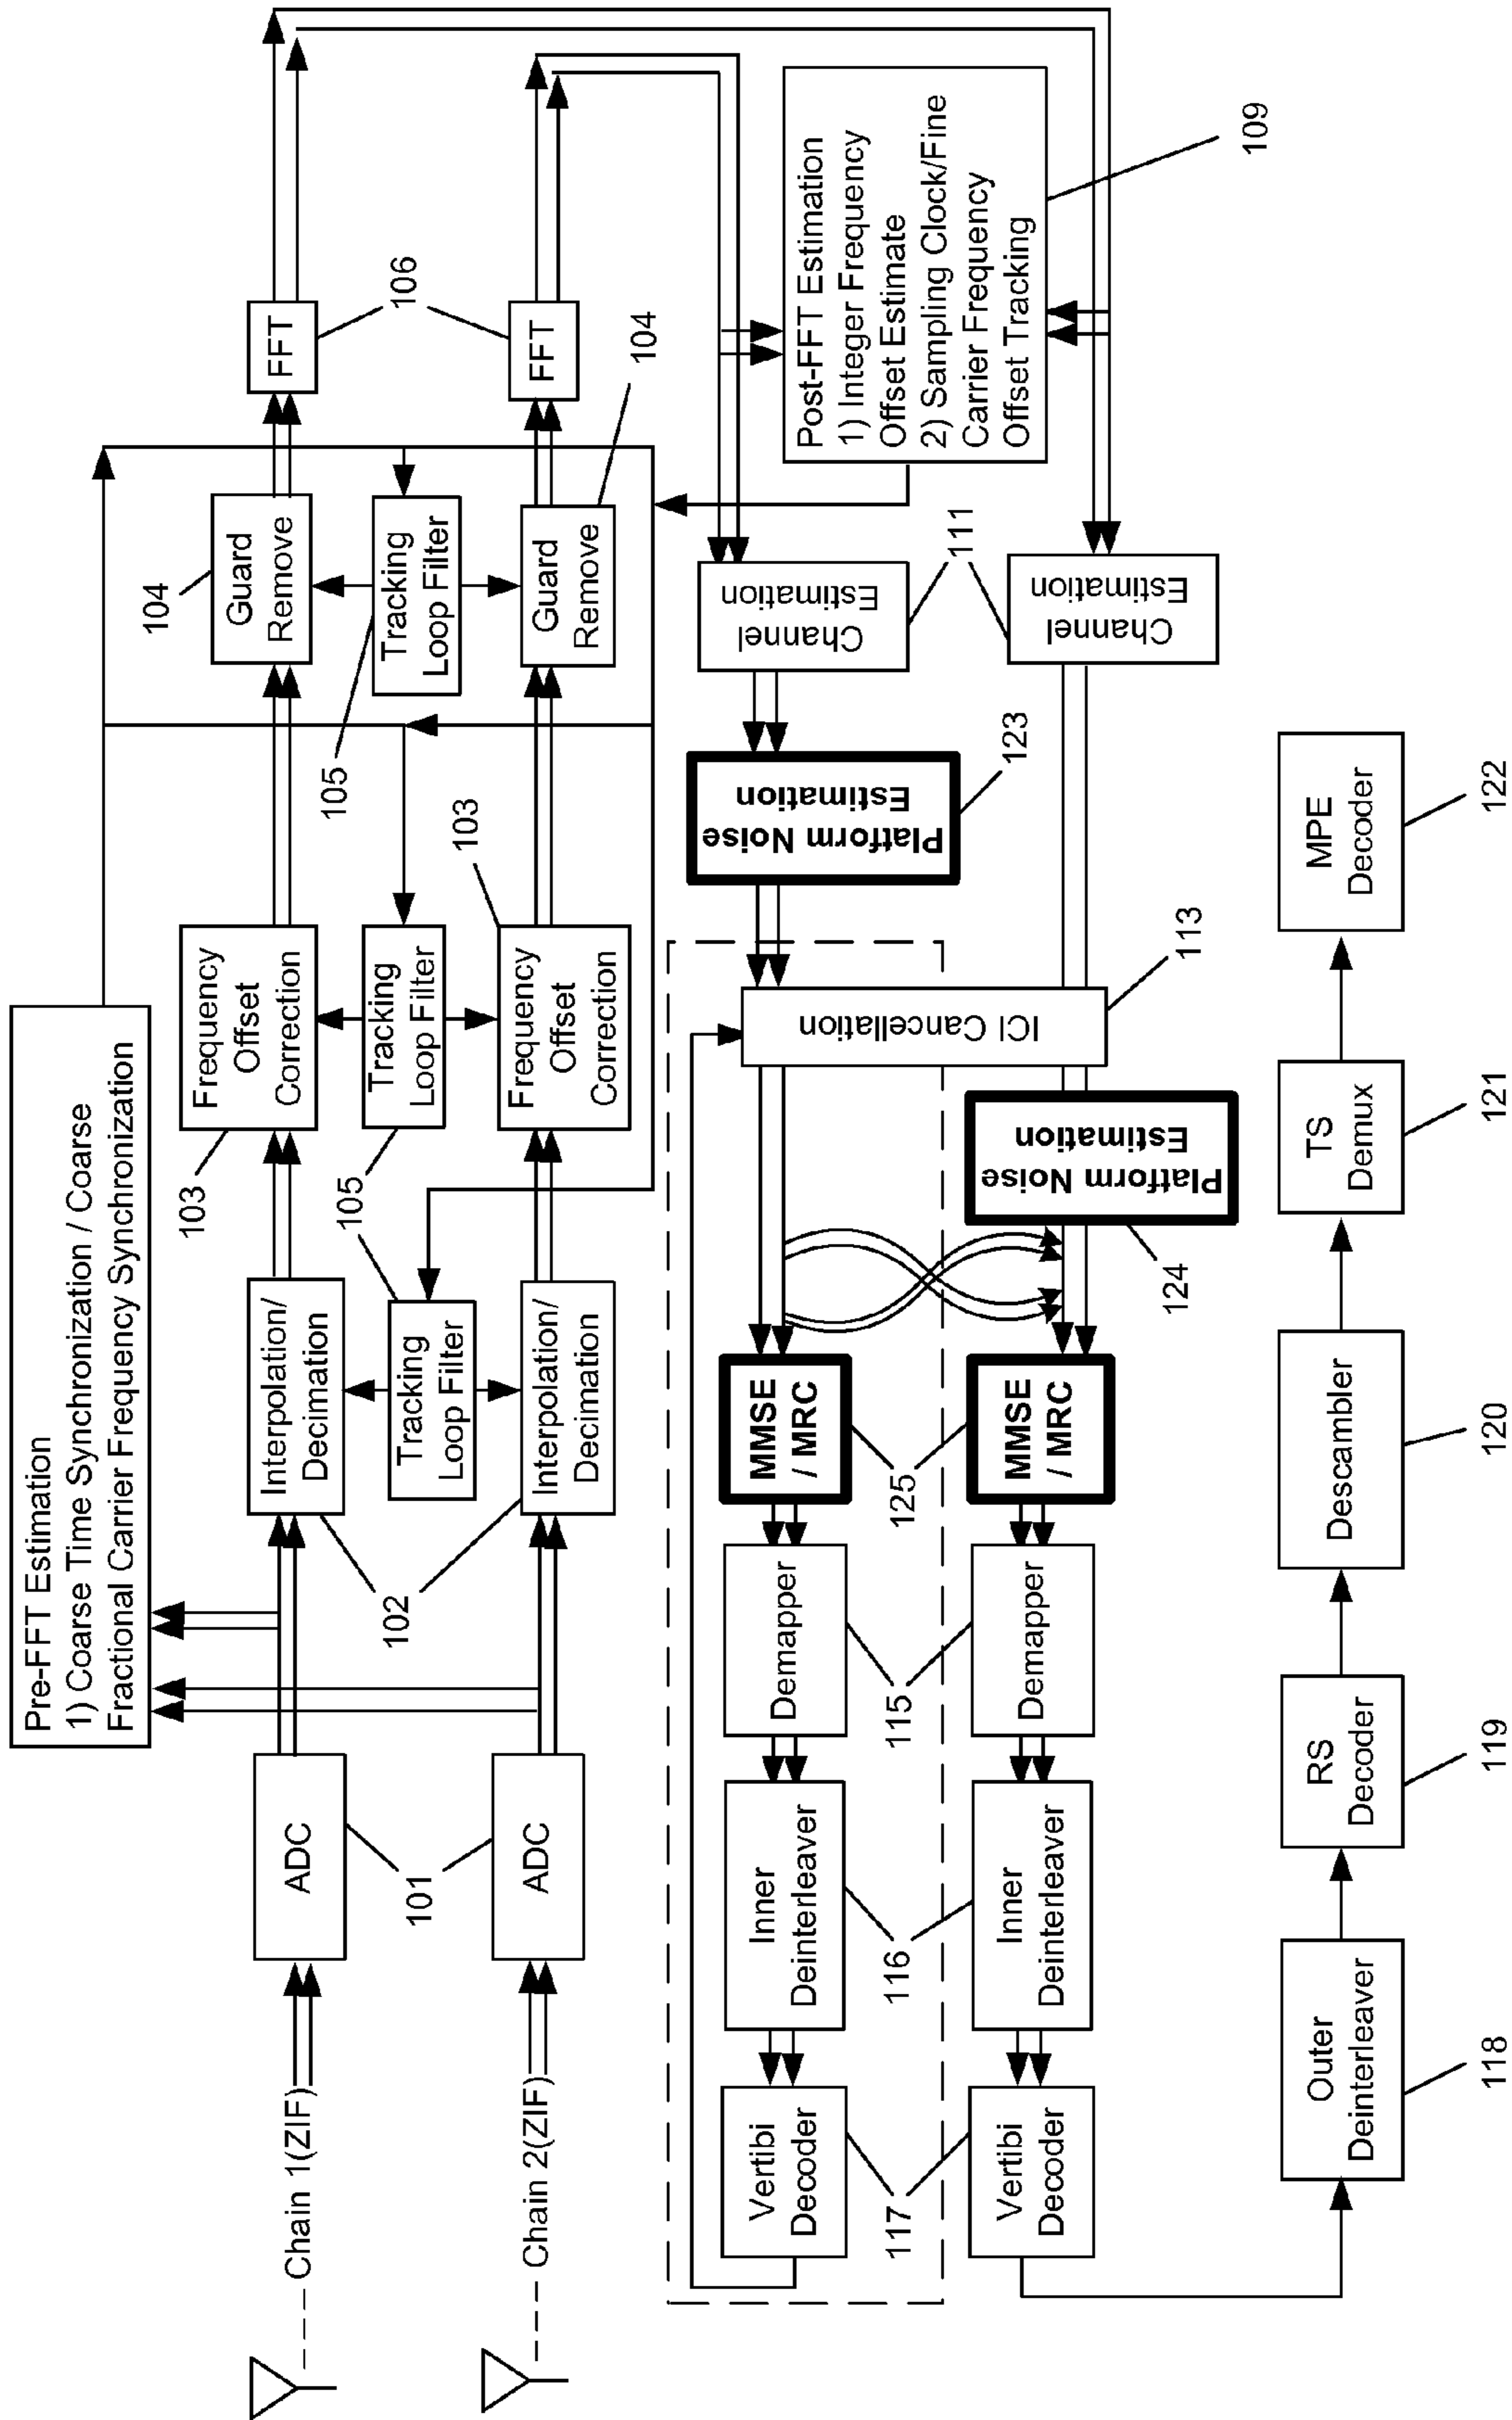 Pre-FFT Estimation
1) Coarse Time Synchronization / Coarse
Fractional Carrier Frequency Synchronization
Chain 1(ZIF)
ADC
Interpolation/
Decimation
103
Frequency
Offset
Correction
104
Guard
Remove
FFT
101
102
105
Tracking
Loop Filter
Tracking
Loop Filter
105
Tracking
Loop Filter
106
Chain 2(ZIF)
ADC
Interpolation/
Decimation
103
Frequency
Offset
Correction
Guard
Remove
104
FFT
Post-FFT Estimation
1) Integer Frequency
Offset Estimate
2) Sampling Clock/Fine
Carrier Frequency
Offset Tracking
109
Vertibi
Decoder
Inner
Deinterleaver
Demapper
MMSE
/ MRC
ICI Cancellation
Platform Noise
Estimation
Channel
Estimation
117
116
115
125
113
123
111
Vertibi
Decoder
Inner
Deinterleaver
Demapper
MMSE
/ MRC
Platform Noise
Estimation
124
Channel
Estimation
Outer
Deinterleaver
RS
Decoder
Descambler
TS
Demux
MPE
Decoder
118
119
120
121
122